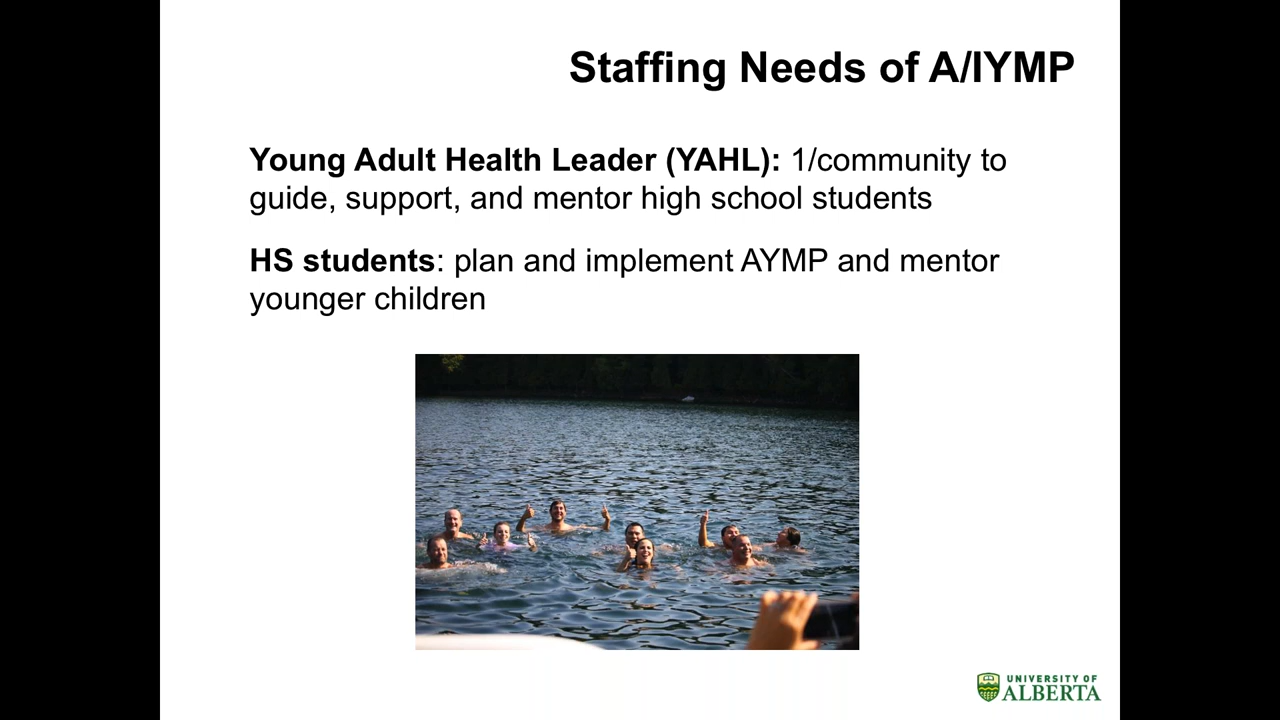 Staffing Needs of A/IYMP
Young Adult Health Leader (YAHL): 1/community to
guide, support, and mentor high school students
HS students: plan and implement AYMP and mentor
younger children
UNIVERSITY OF
ALBERTA